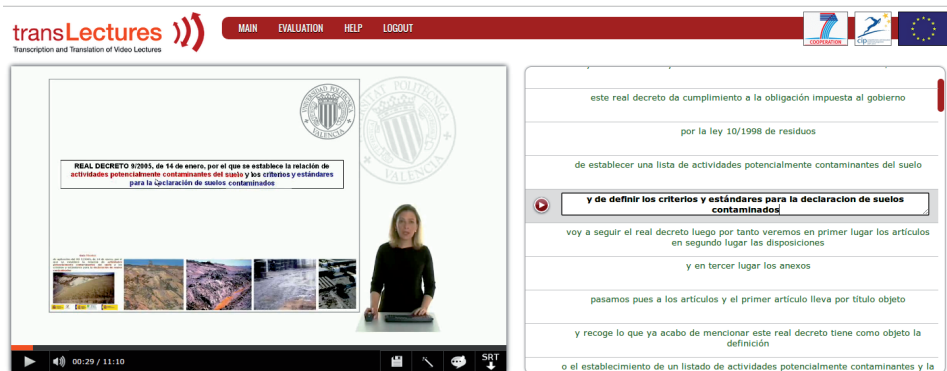 transLectures
Transcription and Translation of Video Lectures
MAIN EVALUATION HELP LOGOUT
7
COOPERATION
cip
UNIVERSIDAD POLITECNICA
VALENCIA
REAL DECRETO 9/2005, de 14 de enero, por el que se establece la relación de
actividades potencialmente contaminantes del suelo y los criterios y estándares
para la declaración de suelos contaminados
00:29 / 11:10
SRT
este real decreto da cumplimiento a la obligación impuesta al gobierno
por la ley 10/1998 de residuos
de establecer una lista de actividades potencialmente contaminantes del suelo
y de definir los criterios y estándares para la declaracion de suelos
contaminados
voy a seguir el real decreto luego por tanto veremos en primer lugar los artículos
en segundo lugar las disposiciones
y en tercer lugar los anexos
pasamos pues a los artículos y el primer artículo lleva por título objeto
y recoge lo que ya acabo de mencionar este real decreto tiene como objeto la
definición
o el establecimiento de un listado de actividades potencialmente contaminantes y la